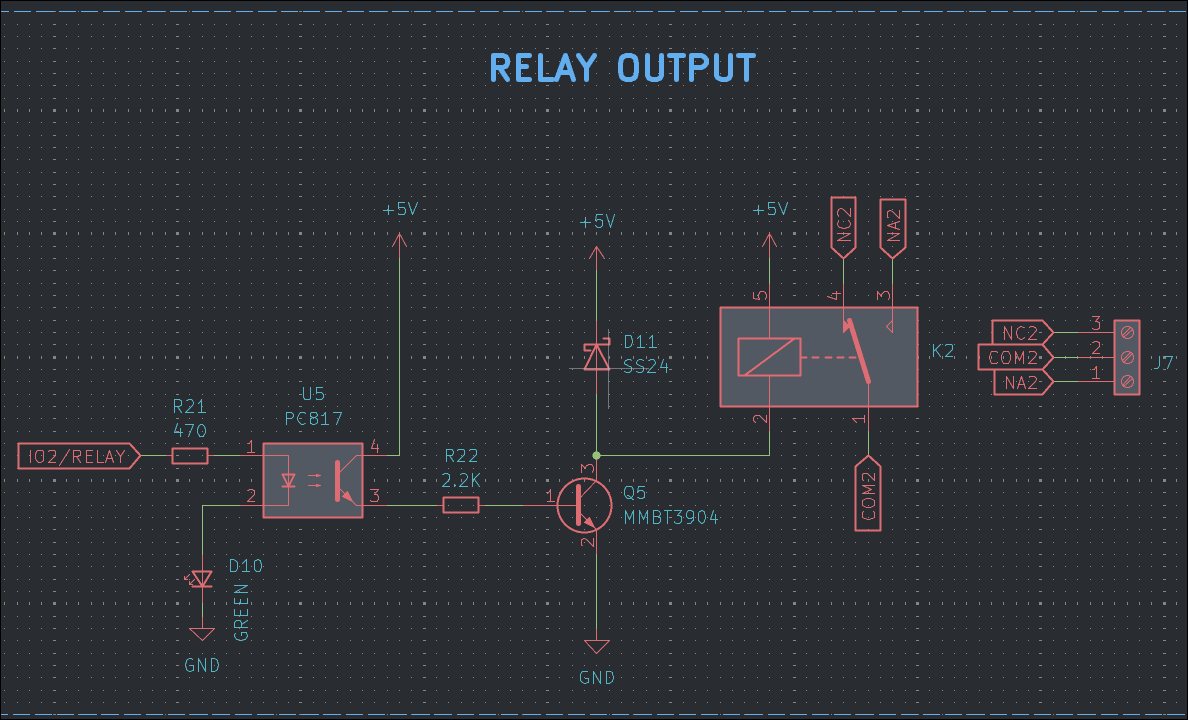 RELAY OUTPUT
+5V
+5V
+5V
NC2
NA2
5
4
3
D11
SS24
K2
2
1
COM2
NC2
3
COM2
2
NA2
1
J7
U5
PC817
R21
470
IO2/RELAY
1
2
4
3
R22
2.2K
1
3
2
Q5
MMBT3904
D10
GREEN
GND
GND